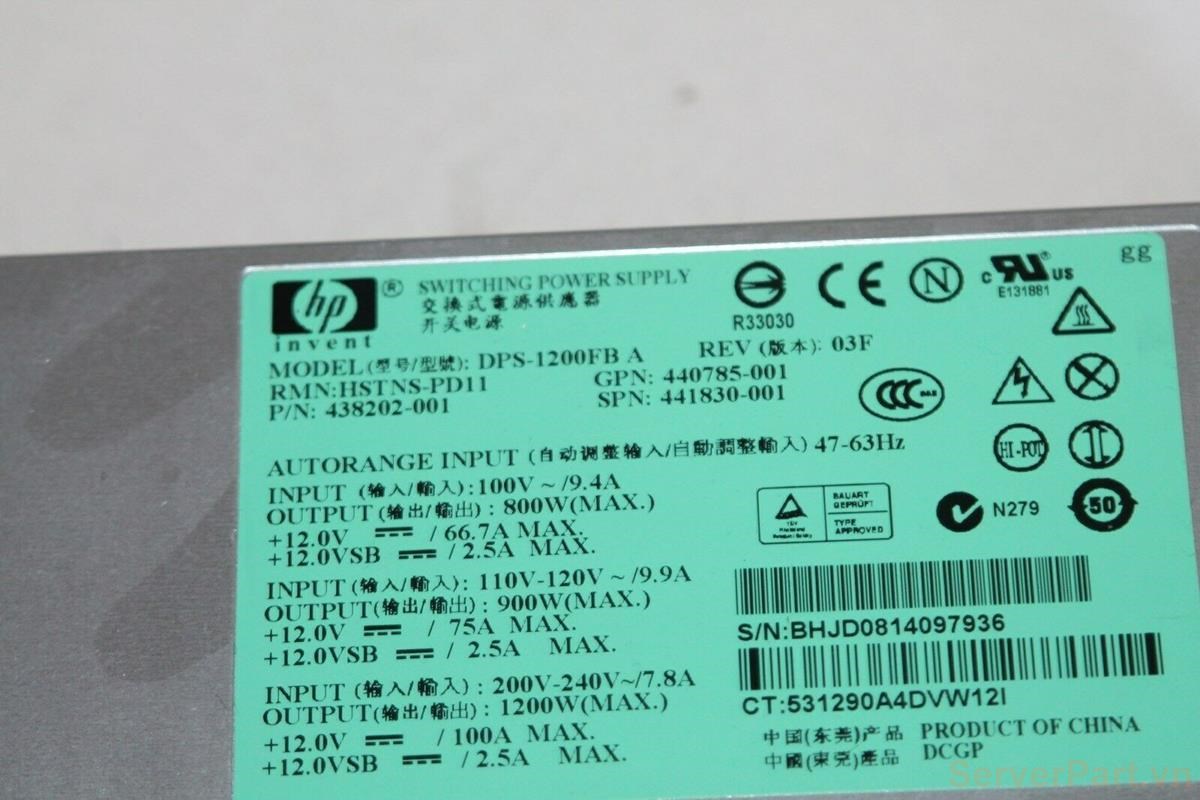 hp ®
invent
SWITCHING POWER SUPPLY
交換式電源供應器
开关电源
R33030
CE
N
c RU ® US
E131881
gg
MODEL(型号/型號): DPS-1200FB A
REV (版本): 03F
RMN:HSTNS-PD11
GPN: 440785-001
P/N: 438202-001
SPN: 441830-001
CCC
AUTORANGE INPUT (自动调整输入/自動調整輸入) 47-63Hz
HI-POT
INPUT (输入/輸入):100V~ /9.4A
OUTPUT(输出/輸出): 800W(MAX.)
+12.0V / 66.7A MAX.
+12.0VSB / 2.5A MAX.
INPUT (输入/輸入): 110V-120V ~ /9.9A
OUTPUT(输出/輸出): 900W(MAX.)
+12.0V / 75A MAX.
+12.0VSB / 2.5A MAX.
INPUT (输入/輸入): 200V-240V~/7.8A
OUTPUT(输出/輸出): 1200W(MAX.)
+12.0V / 100A MAX.
+12.0VSB / 2.5A MAX.
BAUART
GEPRÜFT
TYPE
APPROVED
N279
50
S/N:BHJD0814097936
CT:531290A4DVW12I
中国(东莞)产品 PRODUCT OF CHINA
中國(東莞)產品 DCGP
ServerPart.vn